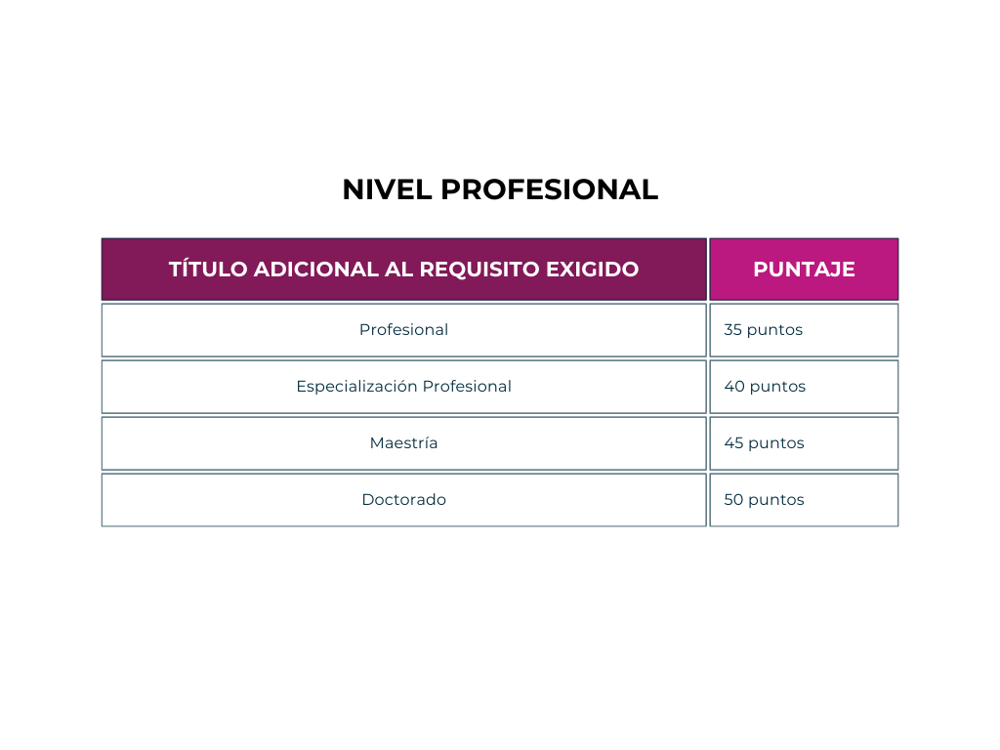 NIVEL PROFESIONAL
TÍTULO ADICIONAL AL REQUISITO EXIGIDO PUNTAJE
Profesional 35 puntos
Especialización Profesional 40 puntos
Maestría 45 puntos
Doctorado 50 puntos